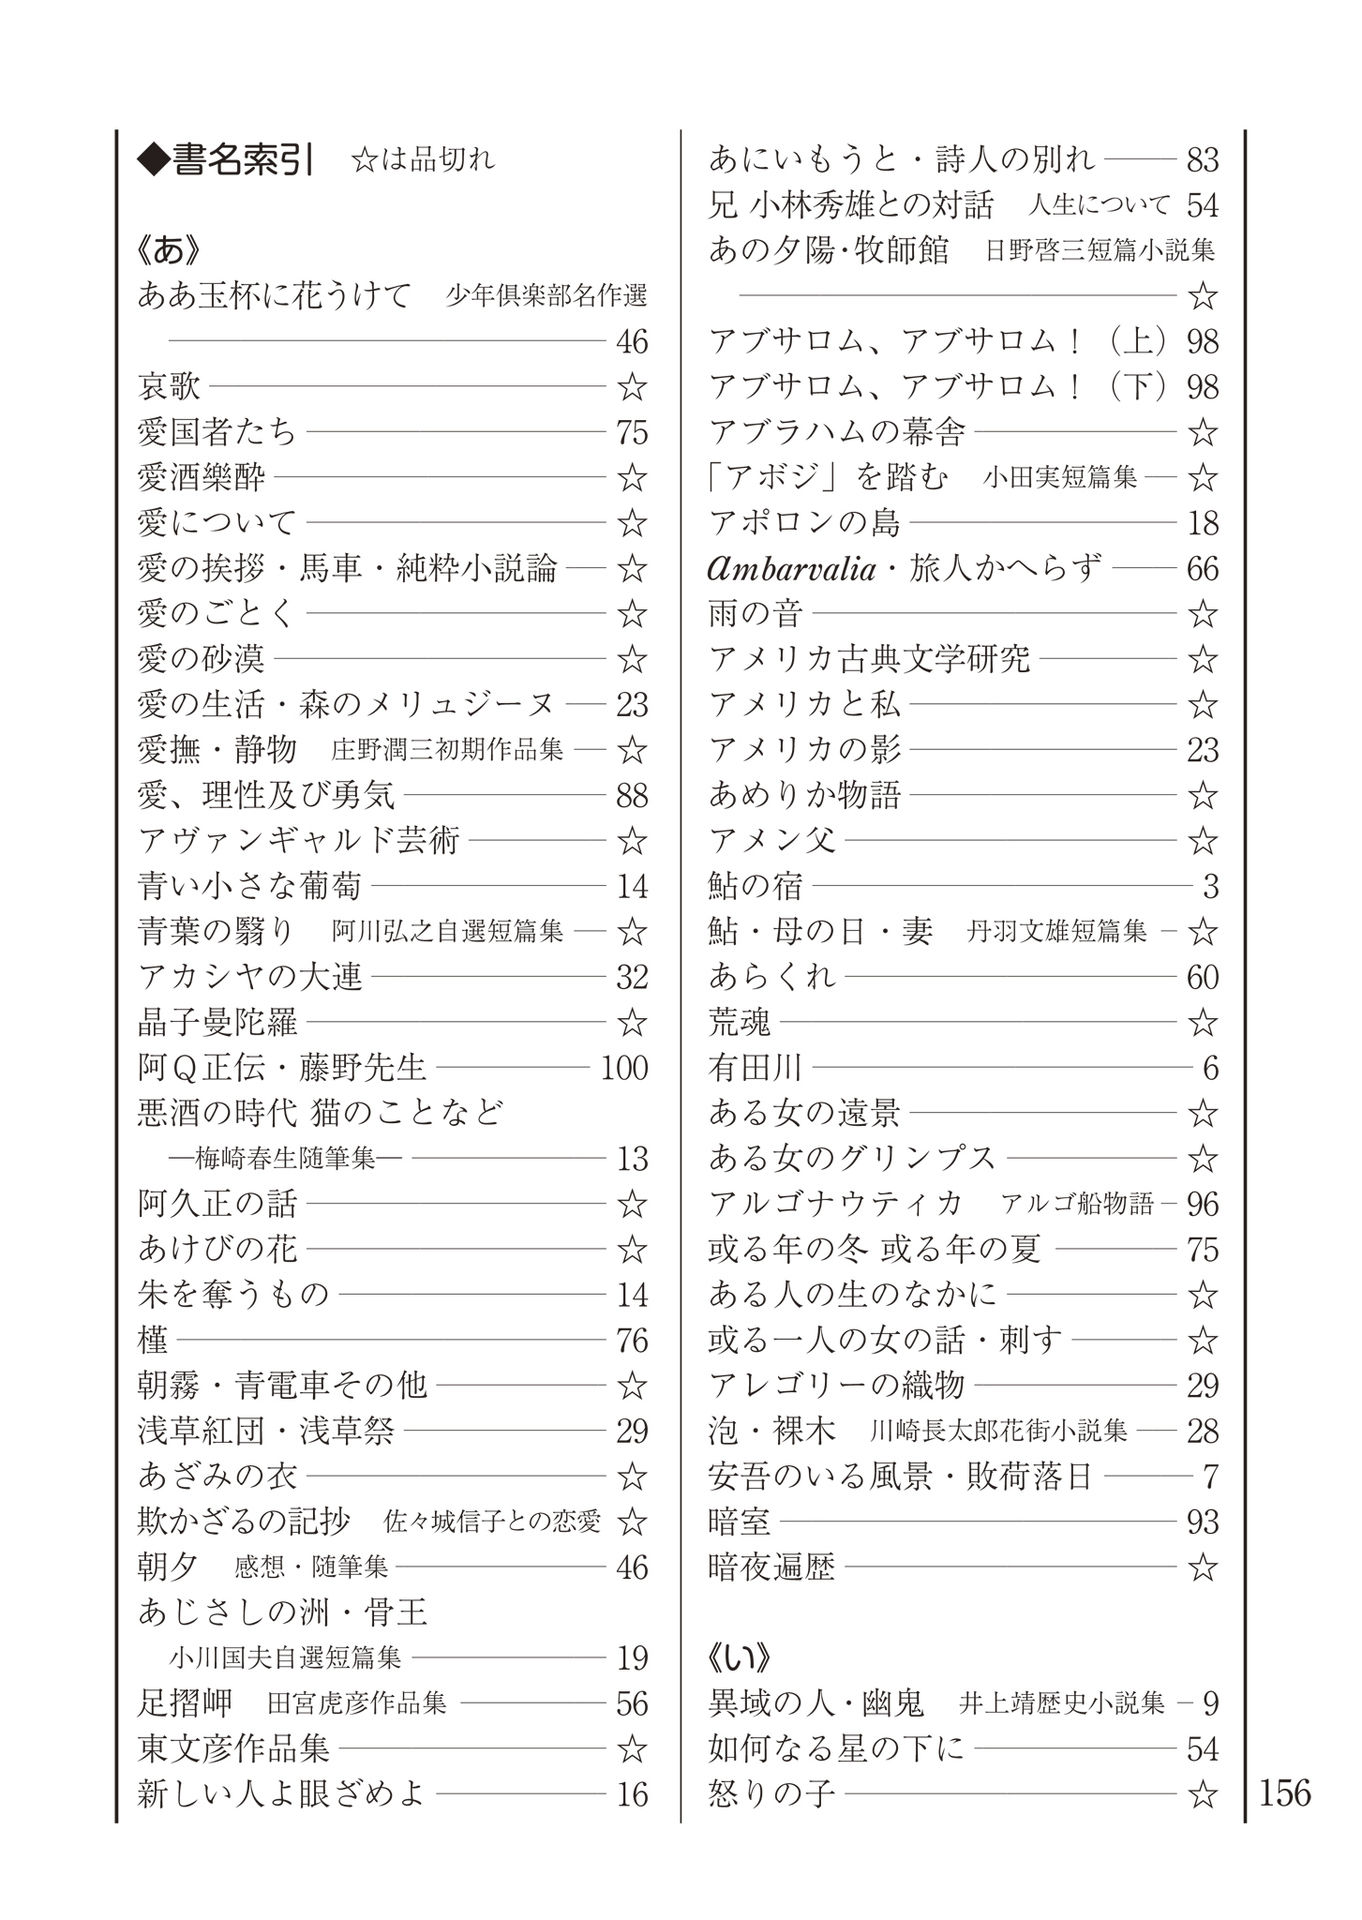 ◆書名索引　☆は品切れ
《あ》
ああ玉杯に花うけて　少年倶楽部名作選
46
哀歌 ☆
愛国者たち 75
愛酒樂酔 ☆
愛について ☆
愛の挨拶・馬車・純粋小説論 ☆
愛のごとく ☆
愛の砂漠 ☆
愛の生活・森のメリュジーヌ 23
愛撫・静物　庄野潤三初期作品集 ☆
愛、理性及び勇気 88
アヴァンギャルド芸術 ☆
青い小さな葡萄 14
青葉の翳り　阿川弘之自選短篇集 ☆
アカシヤの大連 32
晶子曼陀羅 ☆
阿Ｑ正伝・藤野先生 100
悪酒の時代 猫のことなど
―梅崎春生随筆集― 13
阿久正の話 ☆
あけびの花 ☆
朱を奪うもの 14
槿 76
朝霧・青電車その他 ☆
浅草紅団・浅草祭 29
あざみの衣 ☆
欺かざるの記抄　佐々城信子との恋愛 ☆
朝夕　感想・随筆集 46
あじさしの洲・骨王
小川国夫自選短篇集 19
足摺岬　田宮虎彦作品集 56
東文彦作品集 ☆
新しい人よ眼ざめよ 16
あにいもうと・詩人の別れ 83
兄 小林秀雄との対話　人生について 54
あの夕陽・牧師館　日野啓三短篇小説集
☆
アブサロム、アブサロム！（上） 98
アブサロム、アブサロム！（下） 98
アブラハムの幕舎 ☆
「アボジ」を踏む　小田実短篇集 ☆
アポロンの島 18
Ambarvalia・旅人かへらず 66
雨の音 ☆
アメリカ古典文学研究 ☆
アメリカと私 ☆
アメリカの影 23
あめりか物語 ☆
アメン父 ☆
鮎の宿 3
鮎・母の日・妻　丹羽文雄短篇集 ☆
あらくれ 60
荒魂 ☆
有田川 6
ある女の遠景 ☆
ある女のグリンプス ☆
アルゴナウティカ　アルゴ船物語 96
或る年の冬 或る年の夏 75
ある人の生のなかに ☆
或る一人の女の話・刺す ☆
アレゴリーの織物 29
泡・裸木　川崎長太郎花街小説集 28
安吾のいる風景・敗荷落日 7
暗室 93
暗夜遍歴 ☆
《い》
異域の人・幽鬼　井上靖歴史小説集 9
如何なる星の下に 54
怒りの子 ☆
156